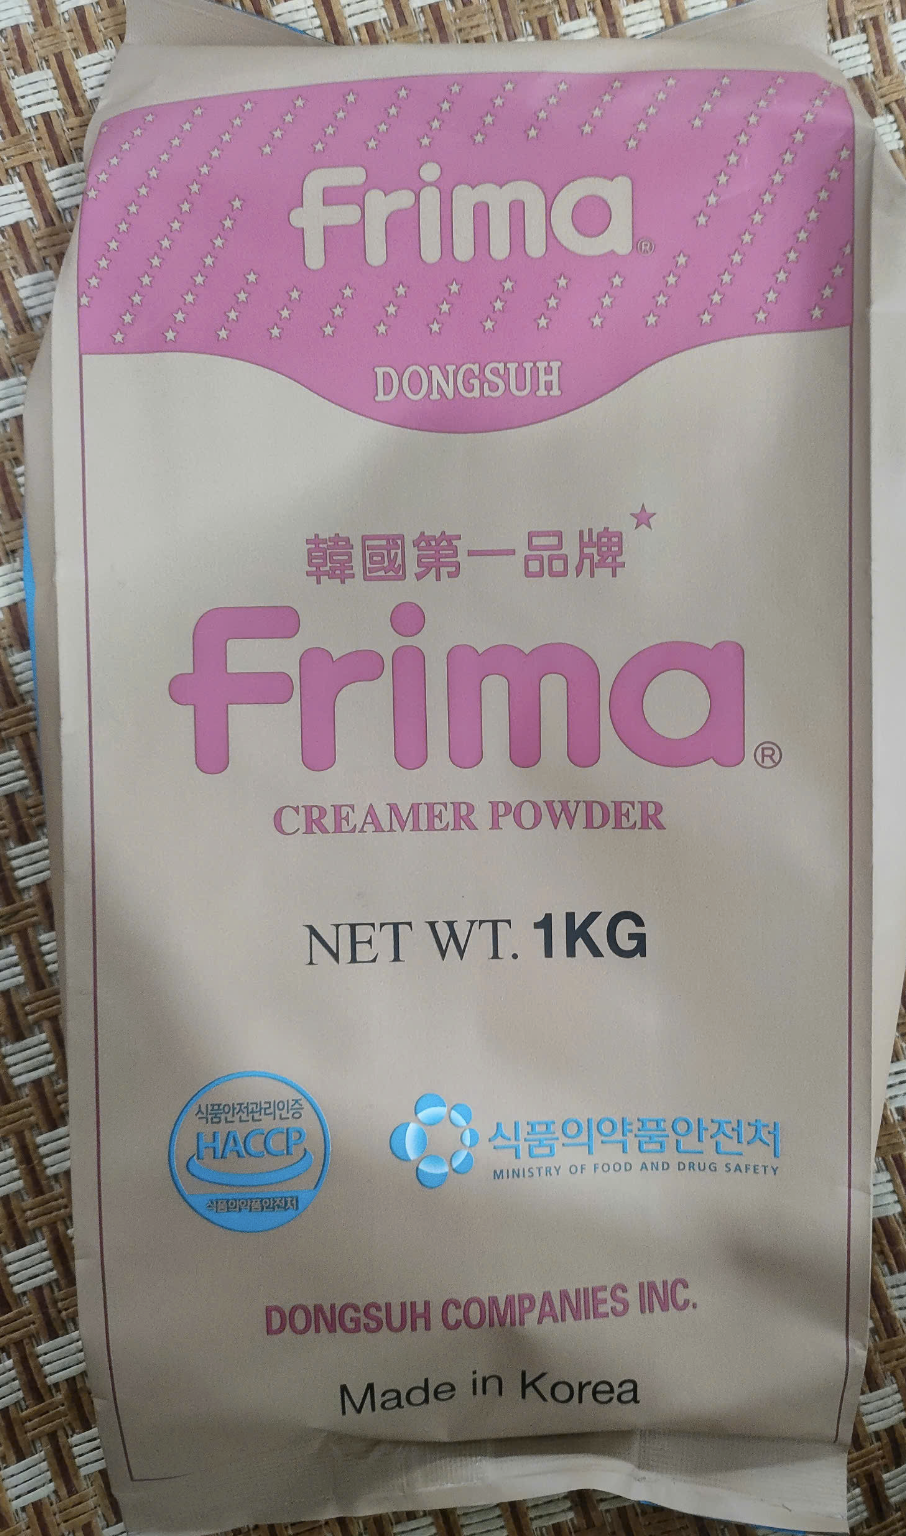 Frima®
DONGSUH
韓國第一品牌
Frima®
CREAMER POWDER
NET WT. 1KG
식품안전관리인증
HACCP
식품의약품안전처
식품의약품안전처
MINISTRY OF FOOD AND DRUG SAFETY
DONGSUH COMPANIES INC.
Made in Korea